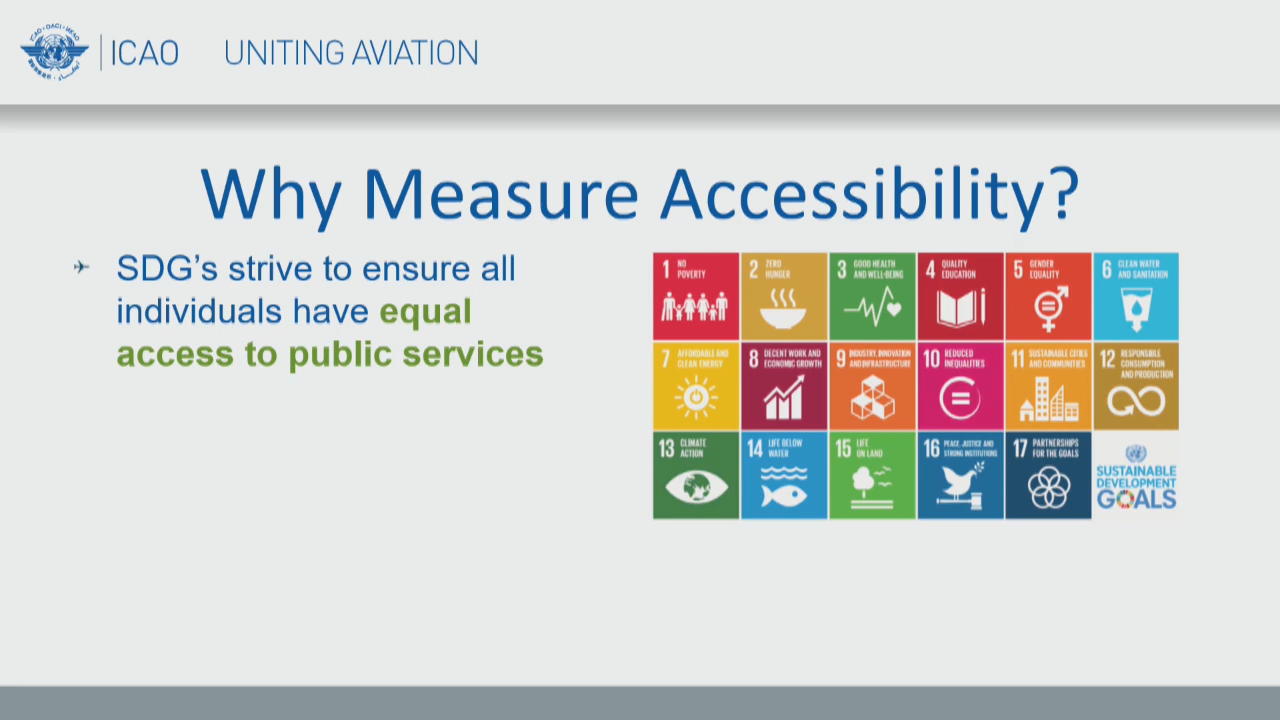 ICAO · OACI · ИКАО
ICAO
UNITING AVIATION
Why Measure Accessibility?
SDG’s strive to ensure all
individuals have equal
access to public services
1 NO
POVERTY
2 ZERO
HUNGER
3 GOOD HEALTH
AND WELL-BEING
4 QUALITY
EDUCATION
5 GENDER
EQUALITY
6 CLEAN WATER
AND SANITATION
7 AFFORDABLE AND
CLEAN ENERGY
8 DECENT WORK AND
ECONOMIC GROWTH
9 INDUSTRY, INNOVATION
AND INFRASTRUCTURE
10 REDUCED
INEQUALITIES
11 SUSTAINABLE CITIES
AND COMMUNITIES
12 RESPONSIBLE
CONSUMPTION
AND PRODUCTION
13 CLIMATE
ACTION
14 LIFE BELOW
WATER
15 LIFE
ON LAND
16 PEACE, JUSTICE AND
STRONG INSTITUTIONS
17 PARTNERSHIPS
FOR THE GOALS
SUSTAINABLE
DEVELOPMENT
GOALS